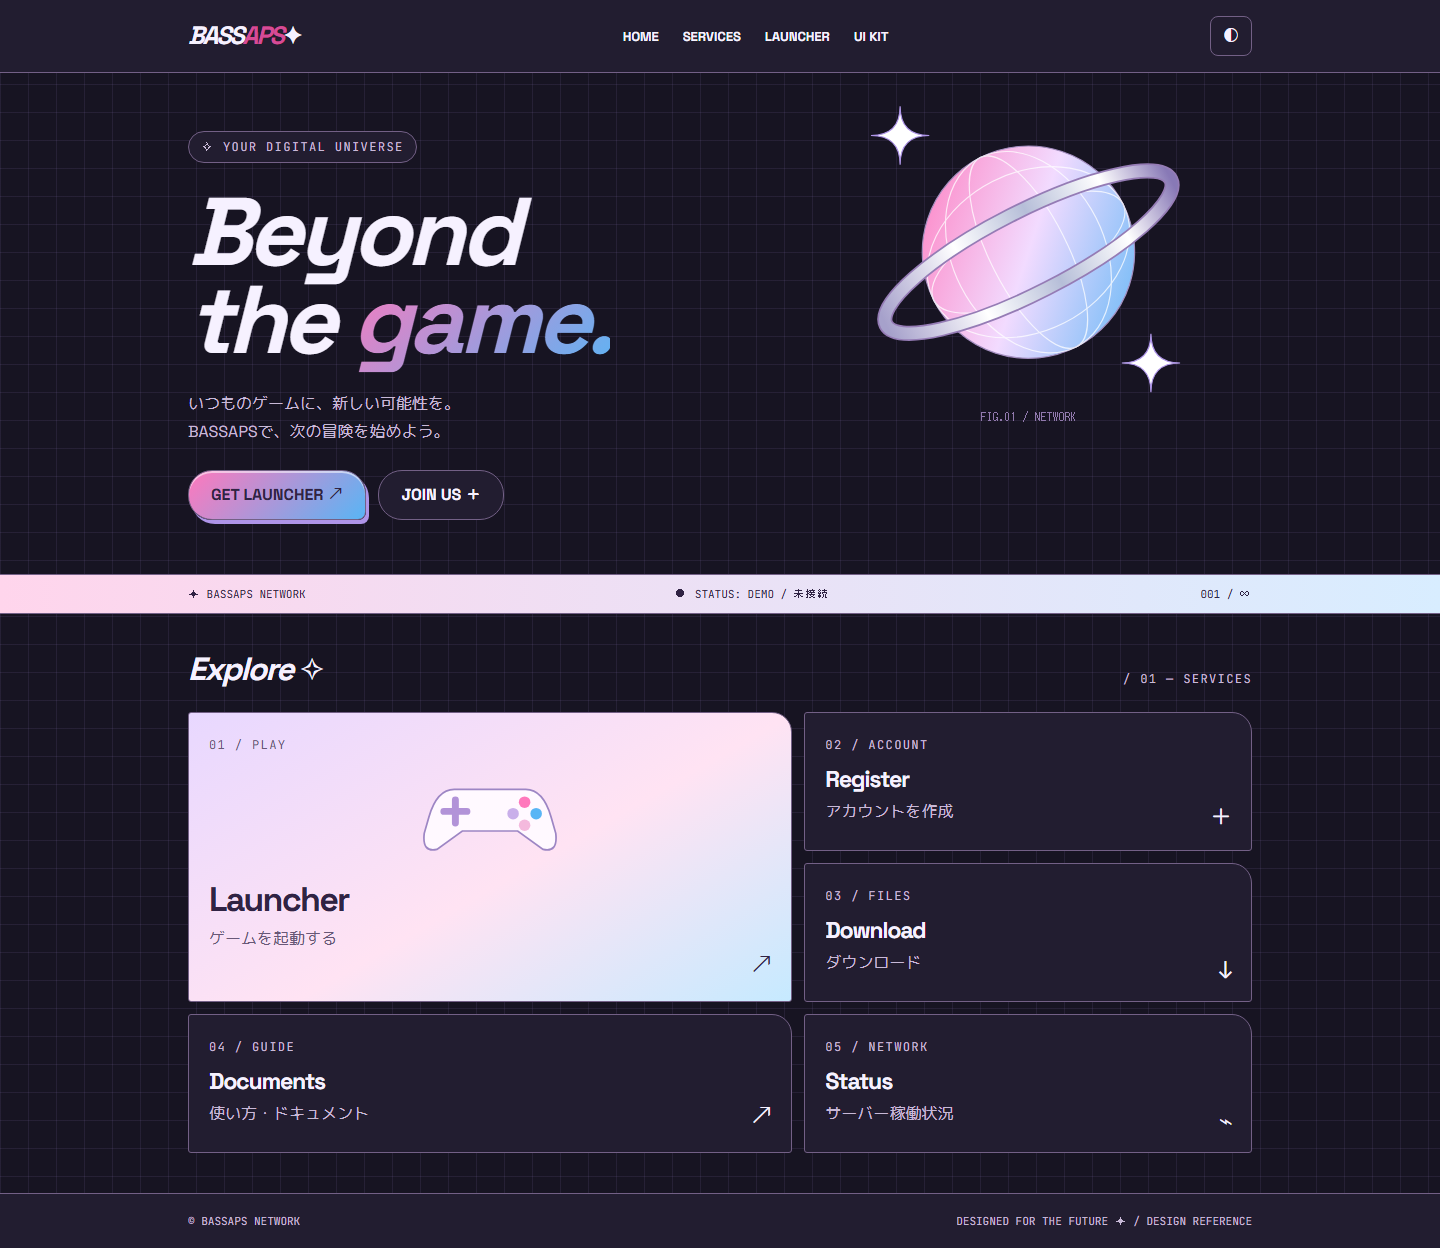 BASSAPS✦
HOME SERVICES LAUNCHER UI KIT
✧ YOUR DIGITAL UNIVERSE
Beyond
the game.
いつものゲームに、新しい可能性を。
BASSAPSで、次の冒険を始めよう。
GET LAUNCHER ↗
JOIN US +
FIG.01 / NETWORK
✦ BASSAPS NETWORK
● STATUS: DEMO / 未接続
001 / ∞
Explore ✧
/ 01 — SERVICES
01 / PLAY
Launcher
ゲームを起動する
↗
02 / ACCOUNT
Register
アカウントを作成
+
03 / FILES
Download
ダウンロード
↓
04 / GUIDE
Documents
使い方・ドキュメント
↗
05 / NETWORK
Status
サーバー稼働状況
⌁
© BASSAPS NETWORK
DESIGNED FOR THE FUTURE ✦ / DESIGN REFERENCE